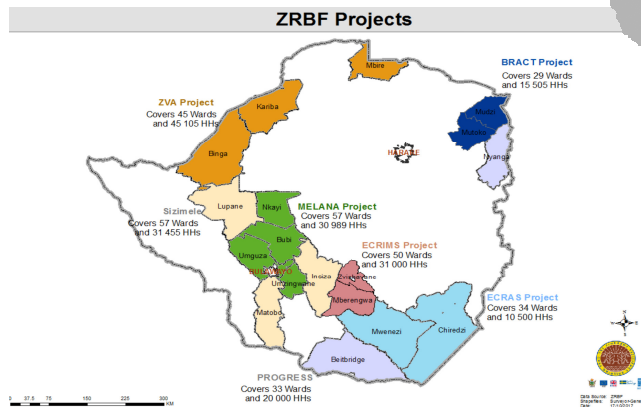 ZRBF Projects
BRACT Project
Covers 29 Wards
and 15 505 HHs
Mbire
ZVA Project
Covers 45 Wards
and 45 105 HHs
Kariba
Binga
Mudzi
Mutoko
HARARE
Nyanga
Lupane
Nkayi
Sizimele
Covers 57 Wards
and 31 455 HHs
MELANA Project
Covers 57 Wards
and 30 989 HHs
Bubi
Umguza
BULAWAYO
Umzingwane
Insiza
ECRIMS Project
Covers 50 Wards
and 31 000 HHs
Zvishavane
Mberengwa
Matobo
Mwenezi
Chiredzi
ECRAS Project
Covers 34 Wards
and 10 500 HHs
Beitbridge
PROGRESS
Covers 33 Wards
and 20 000 HHs
0 37.5 75 150 225 300
KM
Data Source: ZRBF